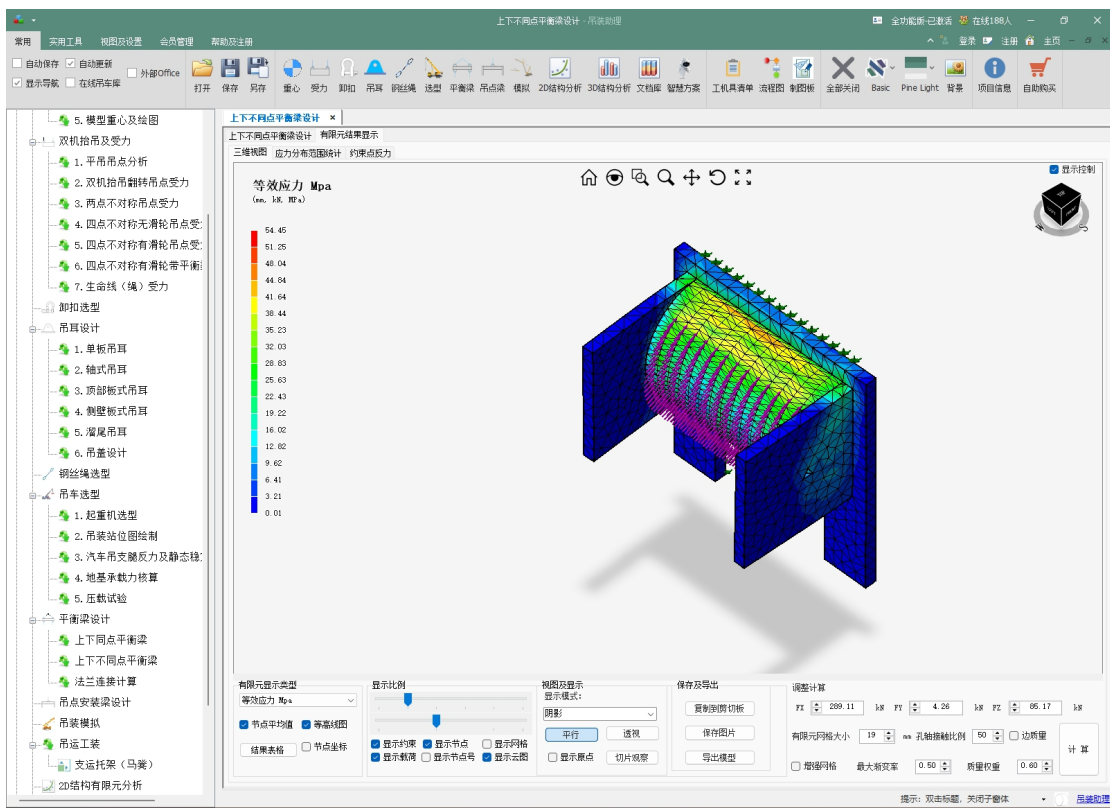 上下不同点平衡梁设计 - 吊装助理
全功能版-已激活 在线188人
常用 实用工具 视图及设置 会员管理 帮助及注册
登录 注册 主页
自动保存 自动更新 外部Office
显示导航 在线吊车库
打开 保存 另存 重心 受力 卸扣 吊耳 钢丝绳 选型 平衡梁 吊点梁 模拟 2D结构分析 3D结构分析 文档库 智慧方案 工机具清单 流程图 制图板 全部关闭 Basic Pine Light 背景 项目信息 自助购买
5. 模型重心及绘图
双机抬吊及受力
1. 平吊吊点分析
2. 双机抬吊翻转吊点受力
3. 两点不对称吊点受力
4. 四点不对称无滑轮吊点受
5. 四点不对称有滑轮吊点受
6. 四点不对称有滑轮带平衡
7. 生命线（绳）受力
卸扣选型
吊耳设计
1. 单板吊耳
2. 轴式吊耳
3. 顶部板式吊耳
4. 侧壁板式吊耳
5. 溜尾吊耳
6. 吊盖设计
钢丝绳选型
吊车选型
1. 起重机选型
2. 吊装站位图绘制
3. 汽车吊支腿反力及静态稳
4. 地基承载力核算
5. 压载试验
平衡梁设计
上下同点平衡梁
上下不同点平衡梁
法兰连接计算
吊点安装梁设计
吊装模拟
吊运工装
支运托架（马凳）
2D结构有限元分析
上下不同点平衡梁设计 ×
上下不同点平衡梁设计 有限元结果显示
三维视图 应力分布范围统计 约束点反力
显示控制
等效应力 Mpa
(mm, kN, MPa)
54.45
51.25
48.04
44.84
41.64
38.44
35.23
32.03
28.83
25.63
22.43
19.22
16.02
12.82
9.62
6.41
3.21
0.01
有限元显示类型
等效应力 Mpa
节点平均值 等高线图
结果表格 节点坐标
显示比例
显示约束 显示节点 显示网格
显示载荷 显示节点号 显示云图
视图及显示
显示模式：
阴影
平行 透视
显示原点 切片观察
保存及导出
复制到剪切板
保存图片
导出模型
调整计算
FX 289.11 kN FY 4.26 kN FZ 85.17 kN
有限元网格大小 19 mm 孔轴接触比例 50 边质量
增强网格 最大渐变率 0.50 质量权重 0.60
计 算
提示：双击标题，关闭子窗体 吊装助理